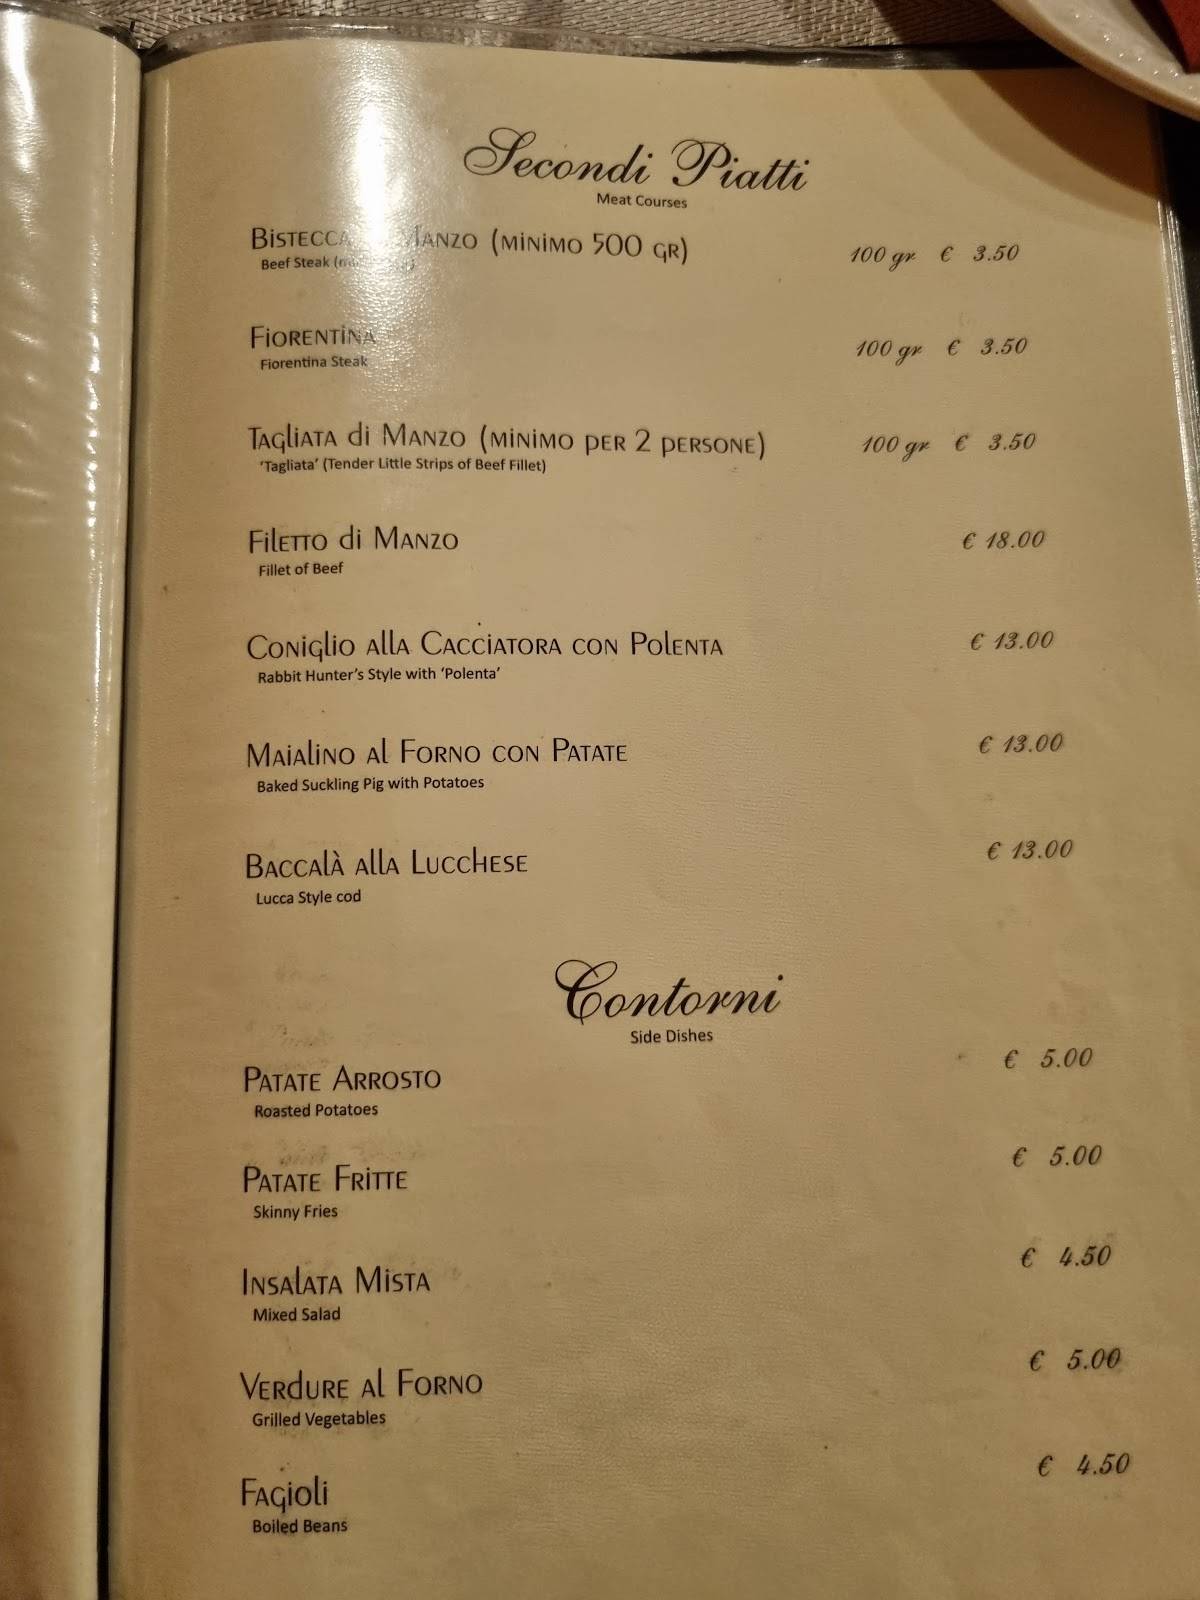 Secondi Piatti
Meat Courses
Bistecca Manzo (minimo 500 gr) 100 gr € 3.50
Beef Steak
Fiorentina 100 gr € 3.50
Fiorentina Steak
Tagliata di Manzo (minimo per 2 persone) 100 gr € 3.50
'Tagliata' (Tender Little Strips of Beef Fillet)
Filetto di Manzo € 18.00
Fillet of Beef
Coniglio alla Cacciatora con Polenta € 13.00
Rabbit Hunter's Style with 'Polenta'
Maialino al Forno con Patate € 13.00
Baked Suckling Pig with Potatoes
Baccalà alla Lucchese € 13.00
Lucca Style cod
Contorni
Side Dishes
Patate Arrosto € 5.00
Roasted Potatoes
Patate Fritte € 5.00
Skinny Fries
Insalata Mista € 4.50
Mixed Salad
Verdure al Forno € 5.00
Grilled Vegetables
Fagioli € 4.50
Boiled Beans